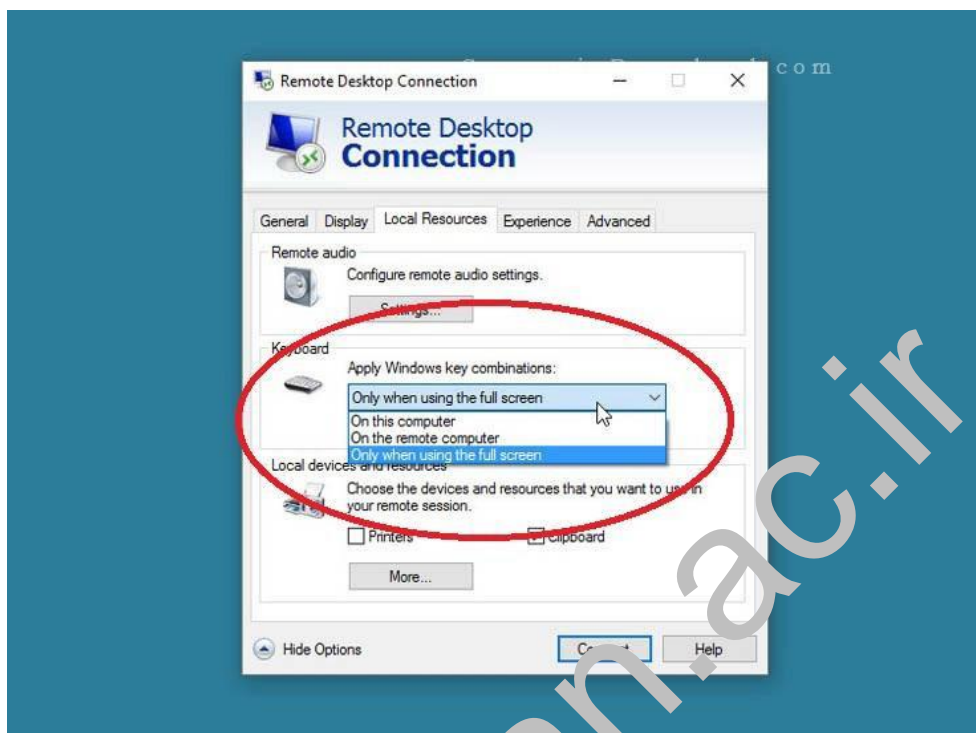 com
Remote Desktop Connection
Remote Desktop
Connection
General Display Local Resources Experience Advanced
Remote audio
Configure remote audio settings.
Settings...
Keyboard
Apply Windows key combinations:
Only when using the full screen
On this computer
On the remote computer
Only when using the full screen
Local devices and resources
Choose the devices and resources that you want to use in
your remote session.
Printers Clipboard
More...
Hide Options Connect Help
n.ac.ir